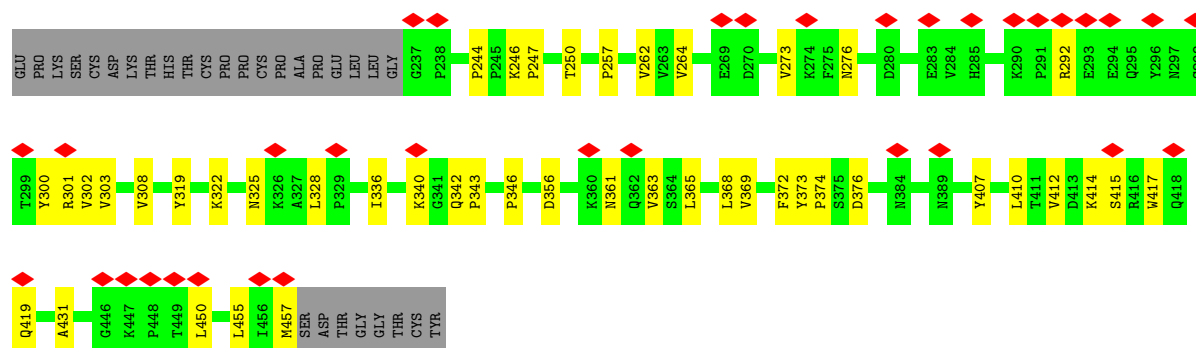 GLU PRO LYS SER CYS ASP LYS THR HIS THR CYS PRO PRO CYS PRO ALA PRO GLU LEU LEU GLY G237 P238 P244 P245 K246 P247 T250 P257 V262 V263 V264 E269 D270 V273 K274 F275 N276 D280 E283 V284 H285 K290 P291 R292 E293 E294 Q295 Y296 N297
T299 Y300 R301 V302 V303 V308 Y319 K322 N325 K326 A327 L328 P329 I336 K340 G341 Q342 P343 P346 D356 K360 N361 Q362 V363 S364 L365 L368 V369 F372 Y373 P374 S375 D376 N384 N389 Y407 L410 T411 V412 D413 K414 S415 R416 W417 Q418
Q419 A431 G446 K447 P448 T449 L450 L455 I456 M457 SER ASP THR GLY GLY THR CYS TYR